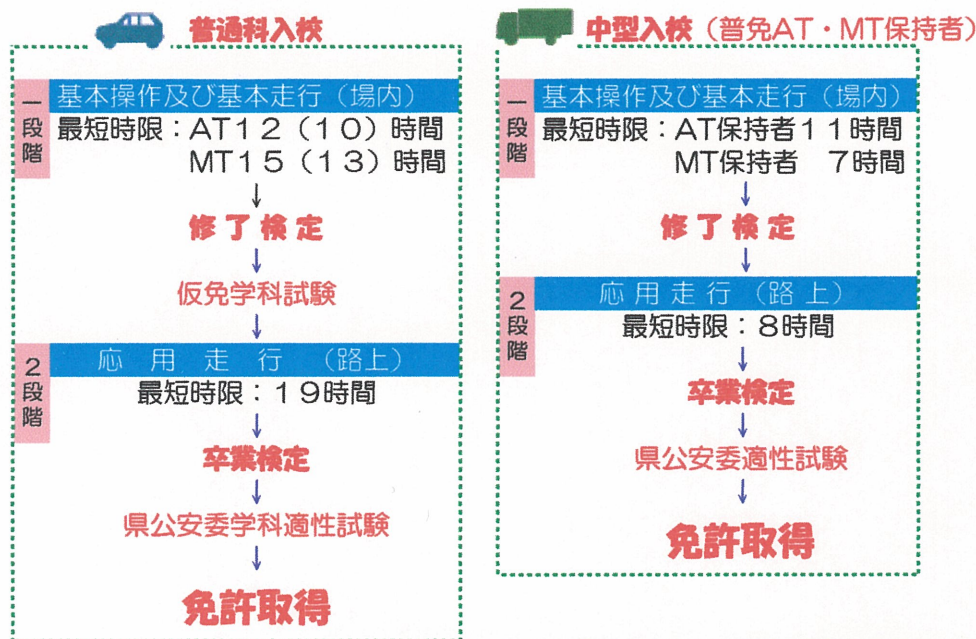 普通科入校
一段階
基本操作及び基本走行（場内）
最短時限：AT１２（１０）時間
MT１５（１３）時間
↓
修了検定
↓
仮免学科試験
↓
２段階
応用走行（路上）
最短時限：１９時間
↓
卒業検定
↓
県公安委学科適性試験
↓
免許取得
中型入校（普免AT・MT保持者）
一段階
基本操作及び基本走行（場内）
最短時限：AT保持者１１時間
MT保持者　７時間
↓
修了検定
↓
２段階
応用走行（路上）
最短時限：８時間
↓
卒業検定
↓
県公安委適性試験
↓
免許取得